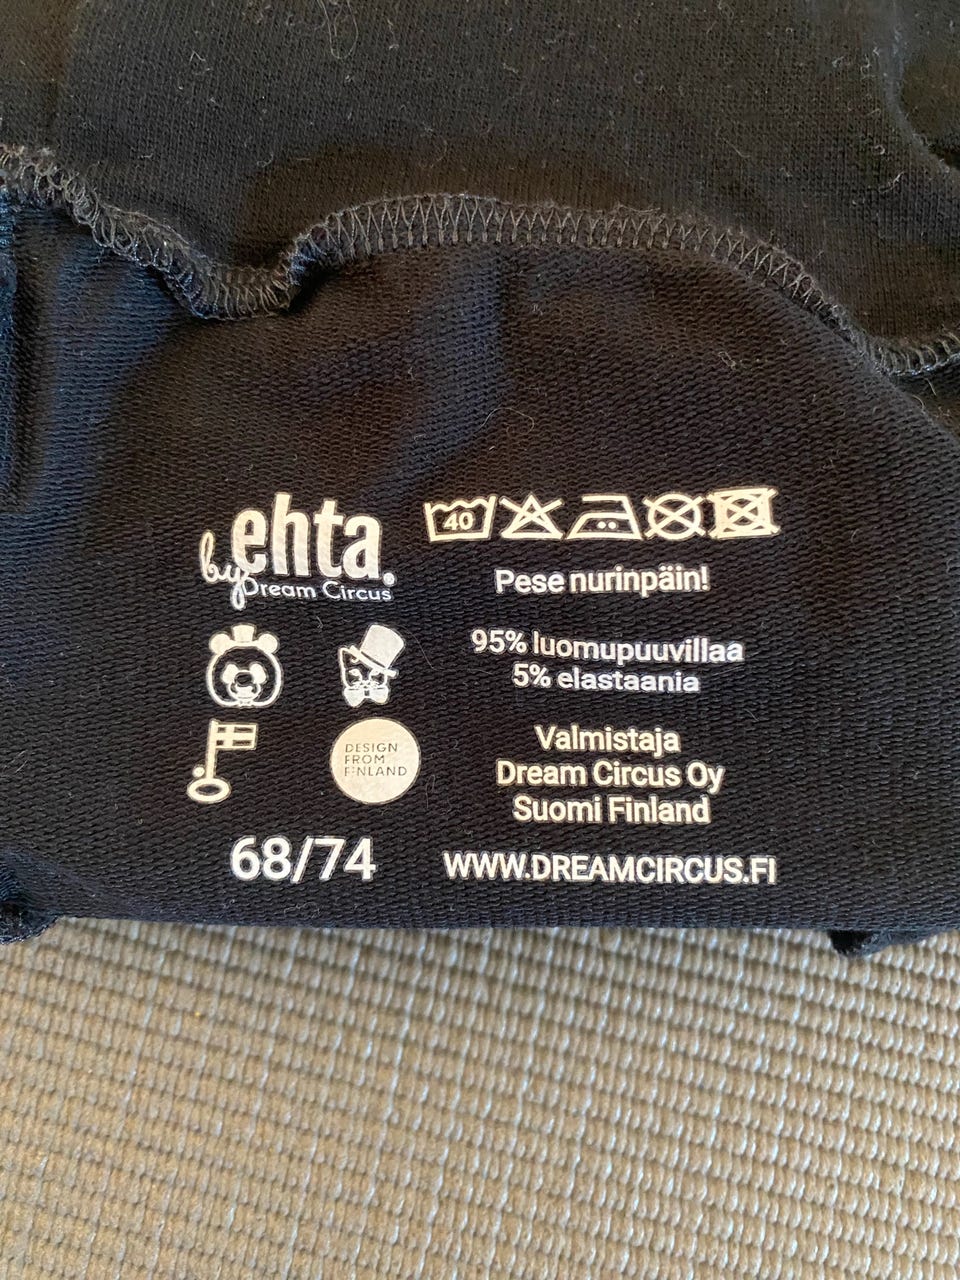 by ehta.
Dream Circus
40
Pese nurinpäin!
95% luomupuuvillaa
5% elastaania
DESIGN
FROM
FINLAND
Valmistaja
Dream Circus Oy
Suomi Finland
68/74
WWW.DREAMCIRCUS.FI